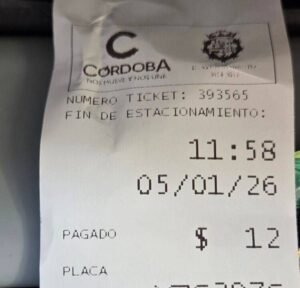 C
CÓRDOBA
NUMERO TICKET: 393565
FIN DE ESTACIONAMIENTO:
11:58
05/01/26
PAGADO $ 12
PLACA